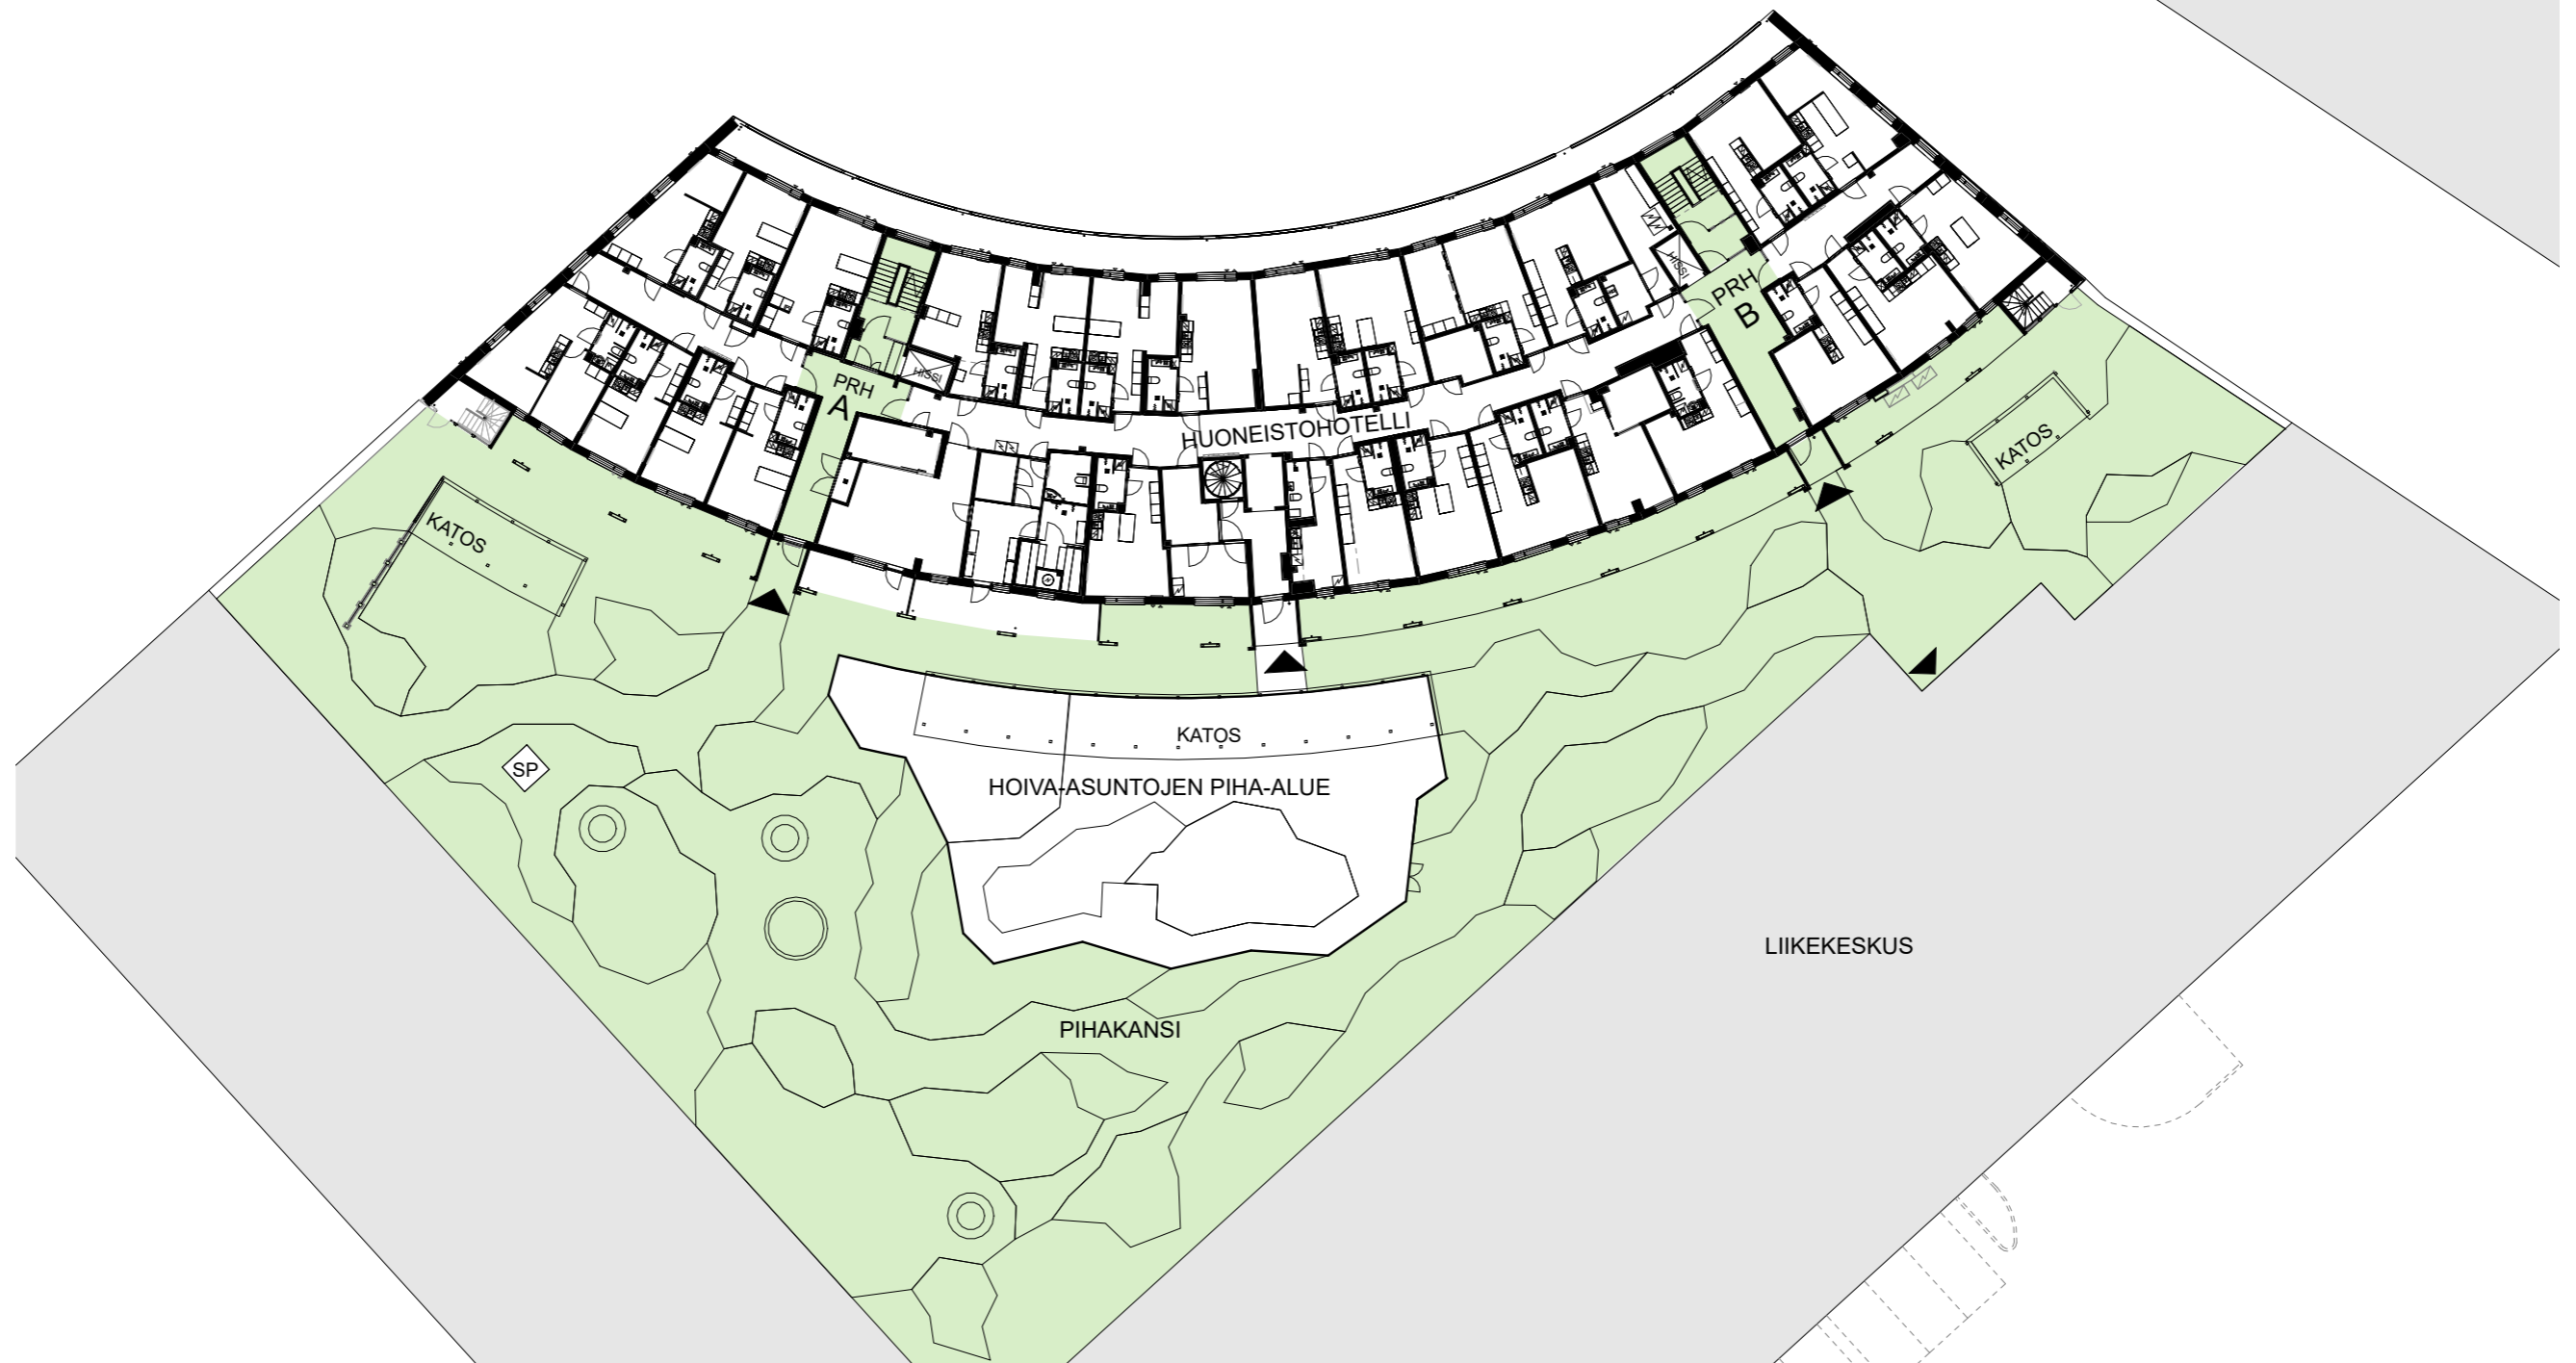 HISSI
PRH
B
HISSI
PRH
A
HUONEISTOHOTELLI
KATOS
KATOS
KATOS
SP
HOIVA-ASUNTOJEN PIHA-ALUE
LIIKEKESKUS
PIHAKANSI